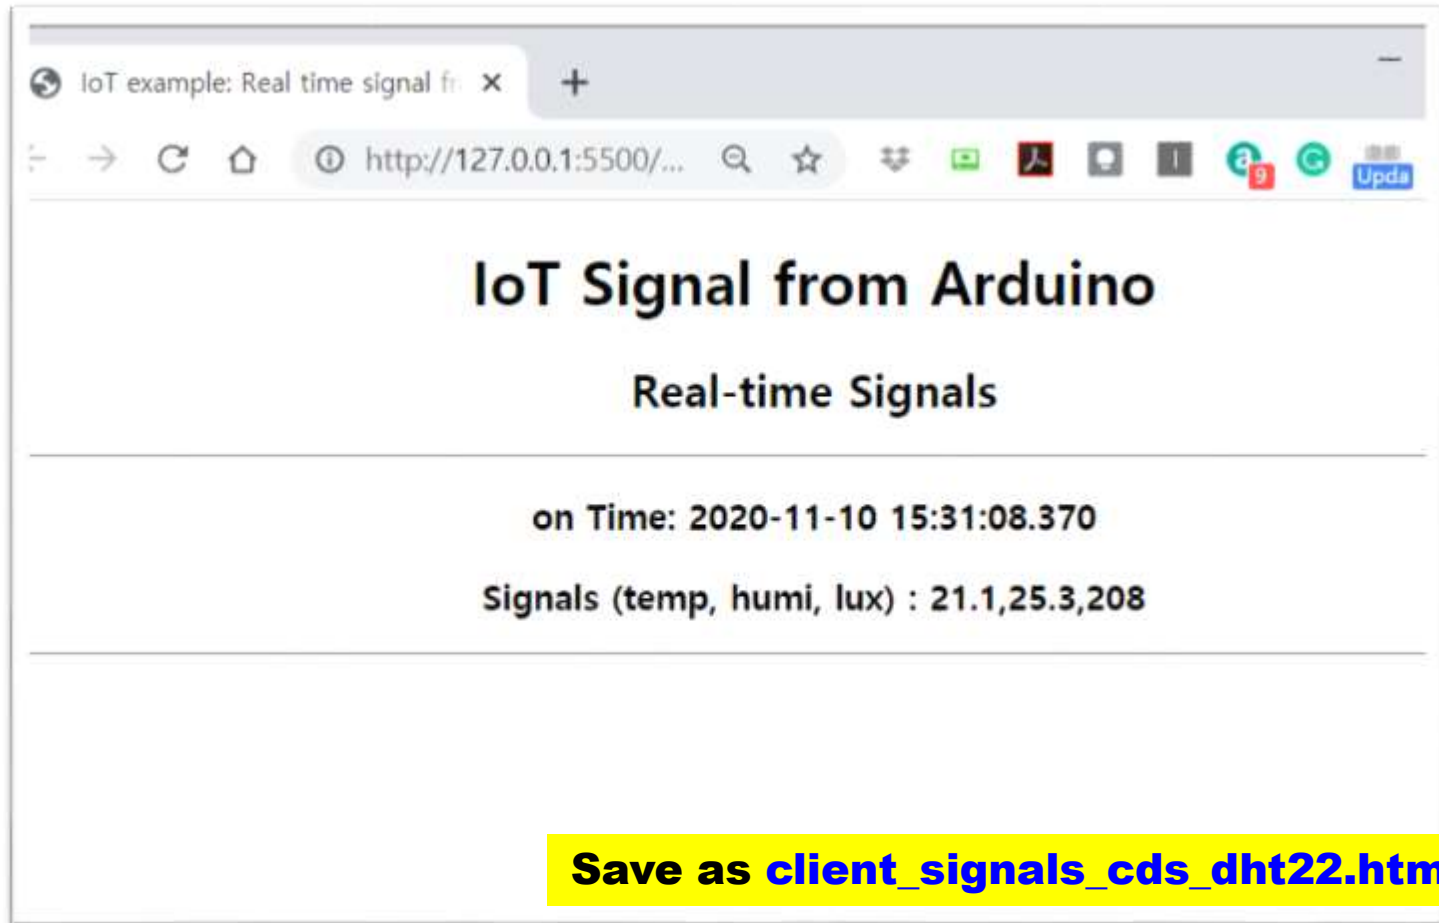 IoT example: Real time signal fr
http://127.0.0.1:5500/...
9
Upda
IoT Signal from Arduino
Real-time Signals
on Time: 2020-11-10 15:31:08.370
Signals (temp, humi, lux) : 21.1,25.3,208
Save as client_signals_cds_dht22.htm